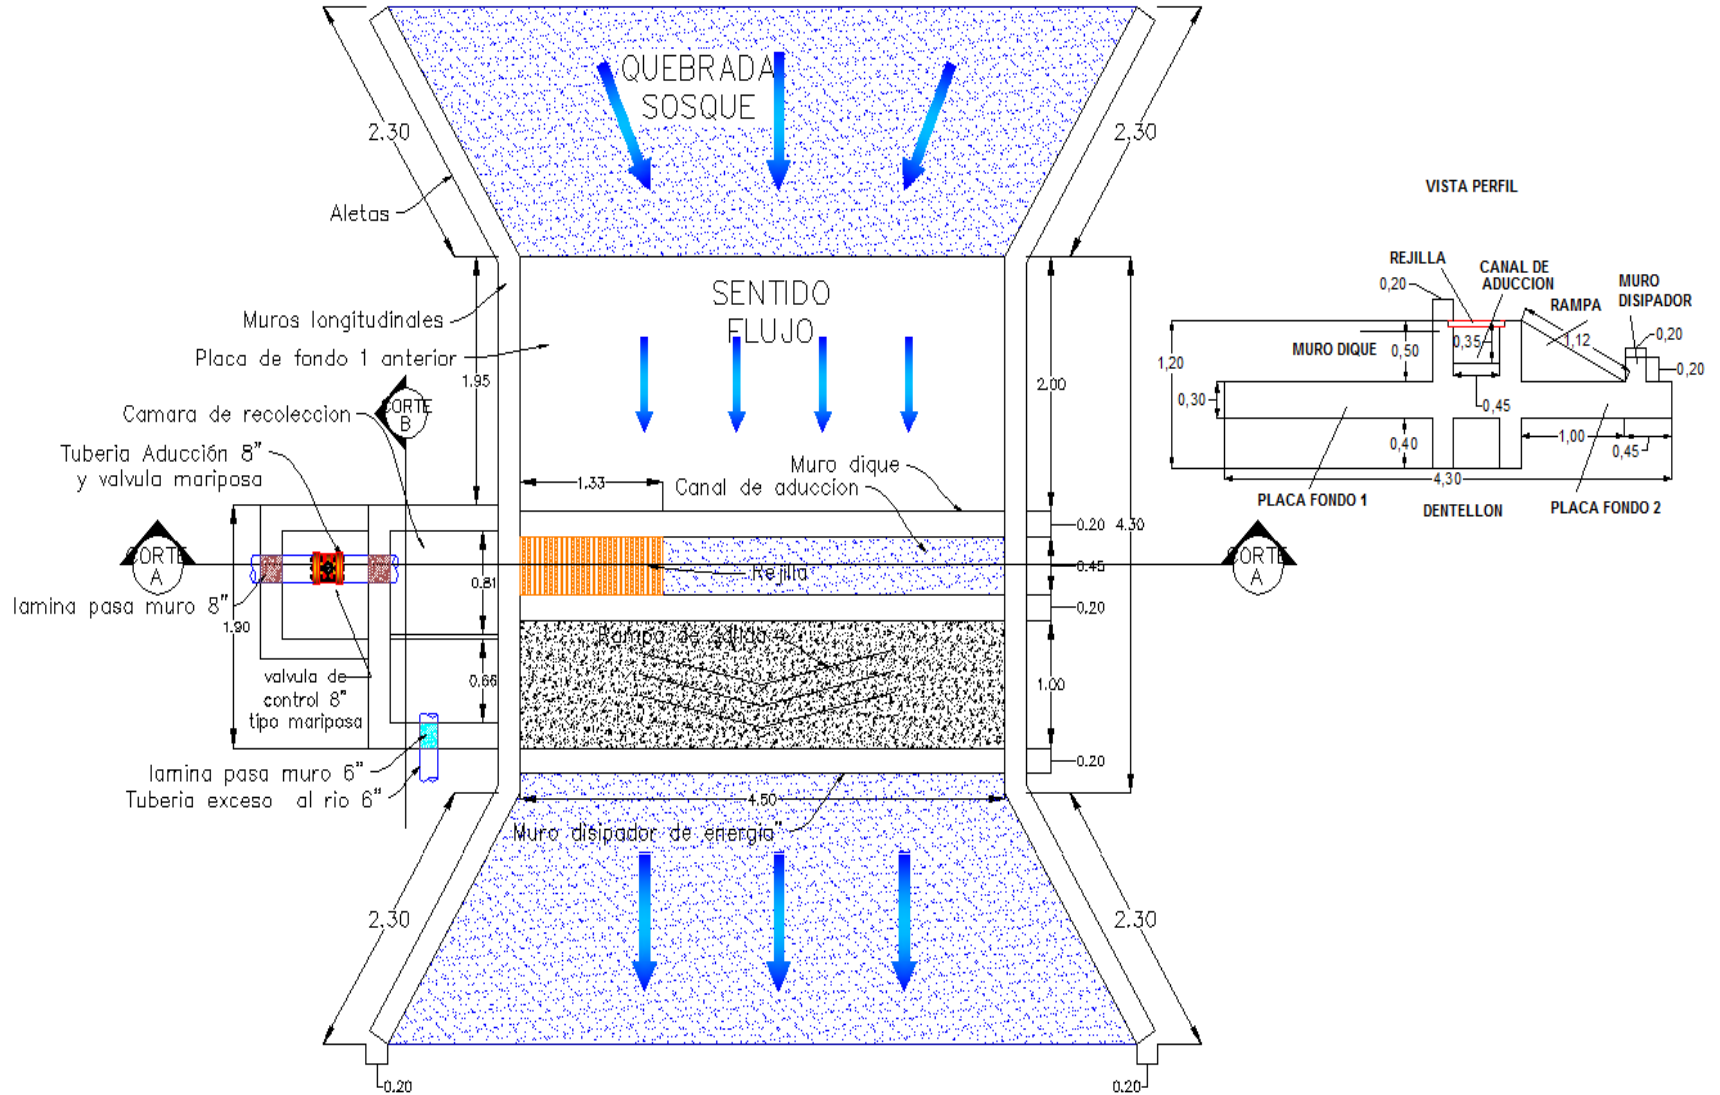 QUEBRADA
SOSQUE
2.30
2.30
Aletas
SENTIDO
FLUJO
Muros longitudinales
Placa de fondo 1 anterior
1.95
2.00
CORTE
B
Camara de recoleccion
Tuberia Aducción 8"
y valvula mariposa
1.33
Muro dique
Canal de aduccion
0.20
4.30
CORTE
A
Rejilla
0.45
CORTE
A
0.81
lamina pasa muro 8"
1.90
0.20
Rampa de salida
0.66
1.00
valvula de
control 8"
tipo mariposa
lamina pasa muro 6"
Tuberia exceso al rio 6"
0.20
4.50
Muro disipador de energía"
2.30
2.30
0.20
0.20
VISTA PERFIL
REJILLA
CANAL DE
ADUCCION
MURO
DISIPADOR
0,20
RAMPA
0,20
1,20
MURO DIQUE
0,50
0,35
1,12
0,20
0,30
0,45
0,40
1,00
0,45
4,30
PLACA FONDO 1
DENTELLON
PLACA FONDO 2